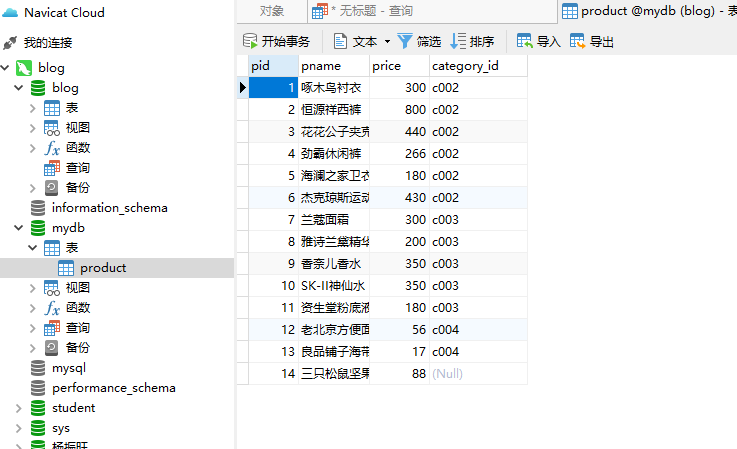 Navicat Cloud
我的连接
blog
blog
表
视图
fx 函数
查询
备份
information_schema
mydb
表
product
视图
fx 函数
查询
备份
mysql
performance_schema
student
sys
杨振旺
对象 * 无标题 - 查询 product @mydb (blog) - 表
开始事务 文本 筛选 排序 导入 导出
pid pname price category_id
1 啄木鸟衬衣 300 c002
2 恒源祥西裤 800 c002
3 花花公子夹克 440 c002
4 劲霸休闲裤 266 c002
5 海澜之家卫衣 180 c002
6 杰克琼斯运动 430 c002
7 兰蔻面霜 300 c003
8 雅诗兰黛精华 200 c003
9 香奈儿香水 350 c003
10 SK-II神仙水 350 c003
11 资生堂粉底液 180 c003
12 老北京方便面 56 c004
13 良品铺子海带 17 c004
14 三只松鼠坚果 88 (Null)